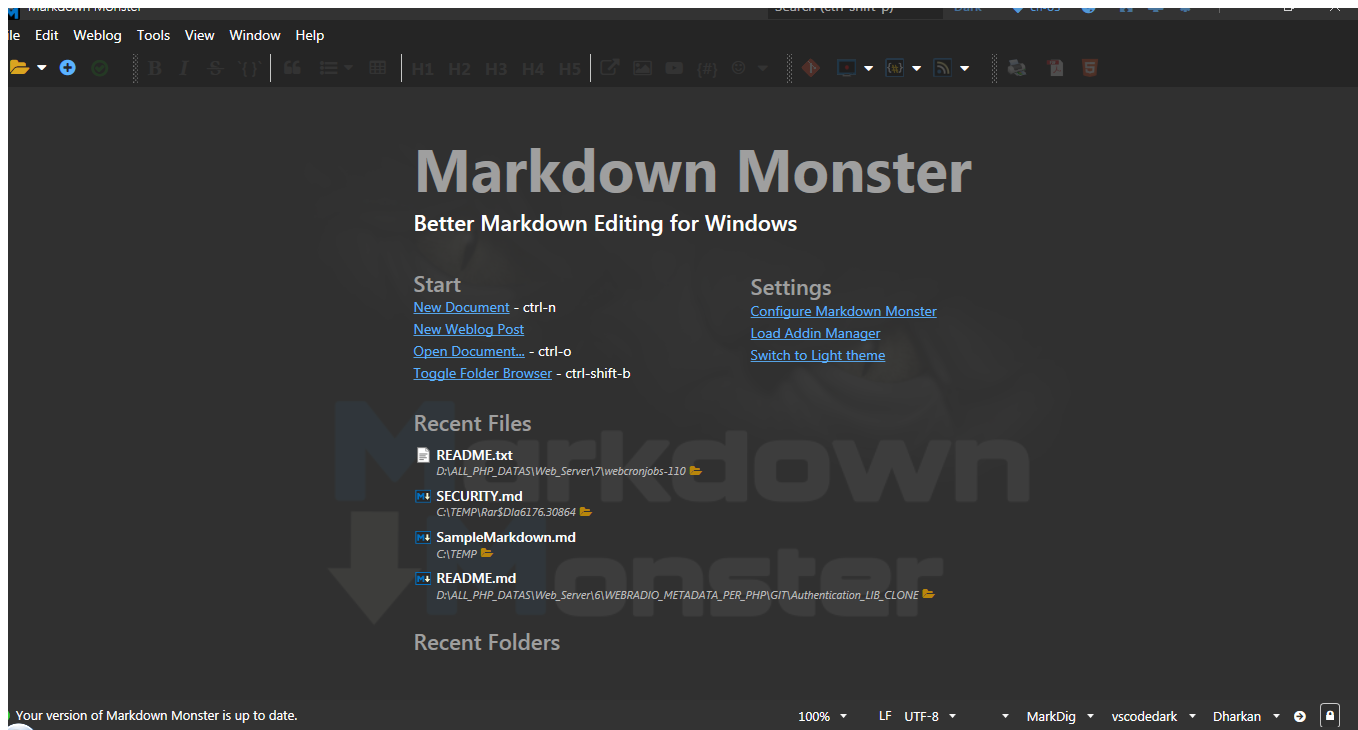 Markdown Monster
Search (ctrl-shift-p)
Dark
en-US
ile Edit Weblog Tools View Window Help
B I S `{}` H1 H2 H3 H4 H5 {#}
Markdown Monster
Better Markdown Editing for Windows
Start
New Document - ctrl-n
New Weblog Post
Open Document... - ctrl-o
Toggle Folder Browser - ctrl-shift-b
Settings
Configure Markdown Monster
Load Addin Manager
Switch to Light theme
Recent Files
README.txt
D:\ALL_PHP_DATAS\Web_Server\7\webcronjobs-110
SECURITY.md
C:\TEMP\Rar$DIa6176.30864
SampleMarkdown.md
C:\TEMP
README.md
D:\ALL_PHP_DATAS\Web_Server\6\WEBRADIO_METADATA_PER_PHP\GIT\Authentication_LIB_CLONE
Recent Folders
Markdown
Monster
Your version of Markdown Monster is up to date.
100% LF UTF-8 MarkDig vscodedark Dharkan